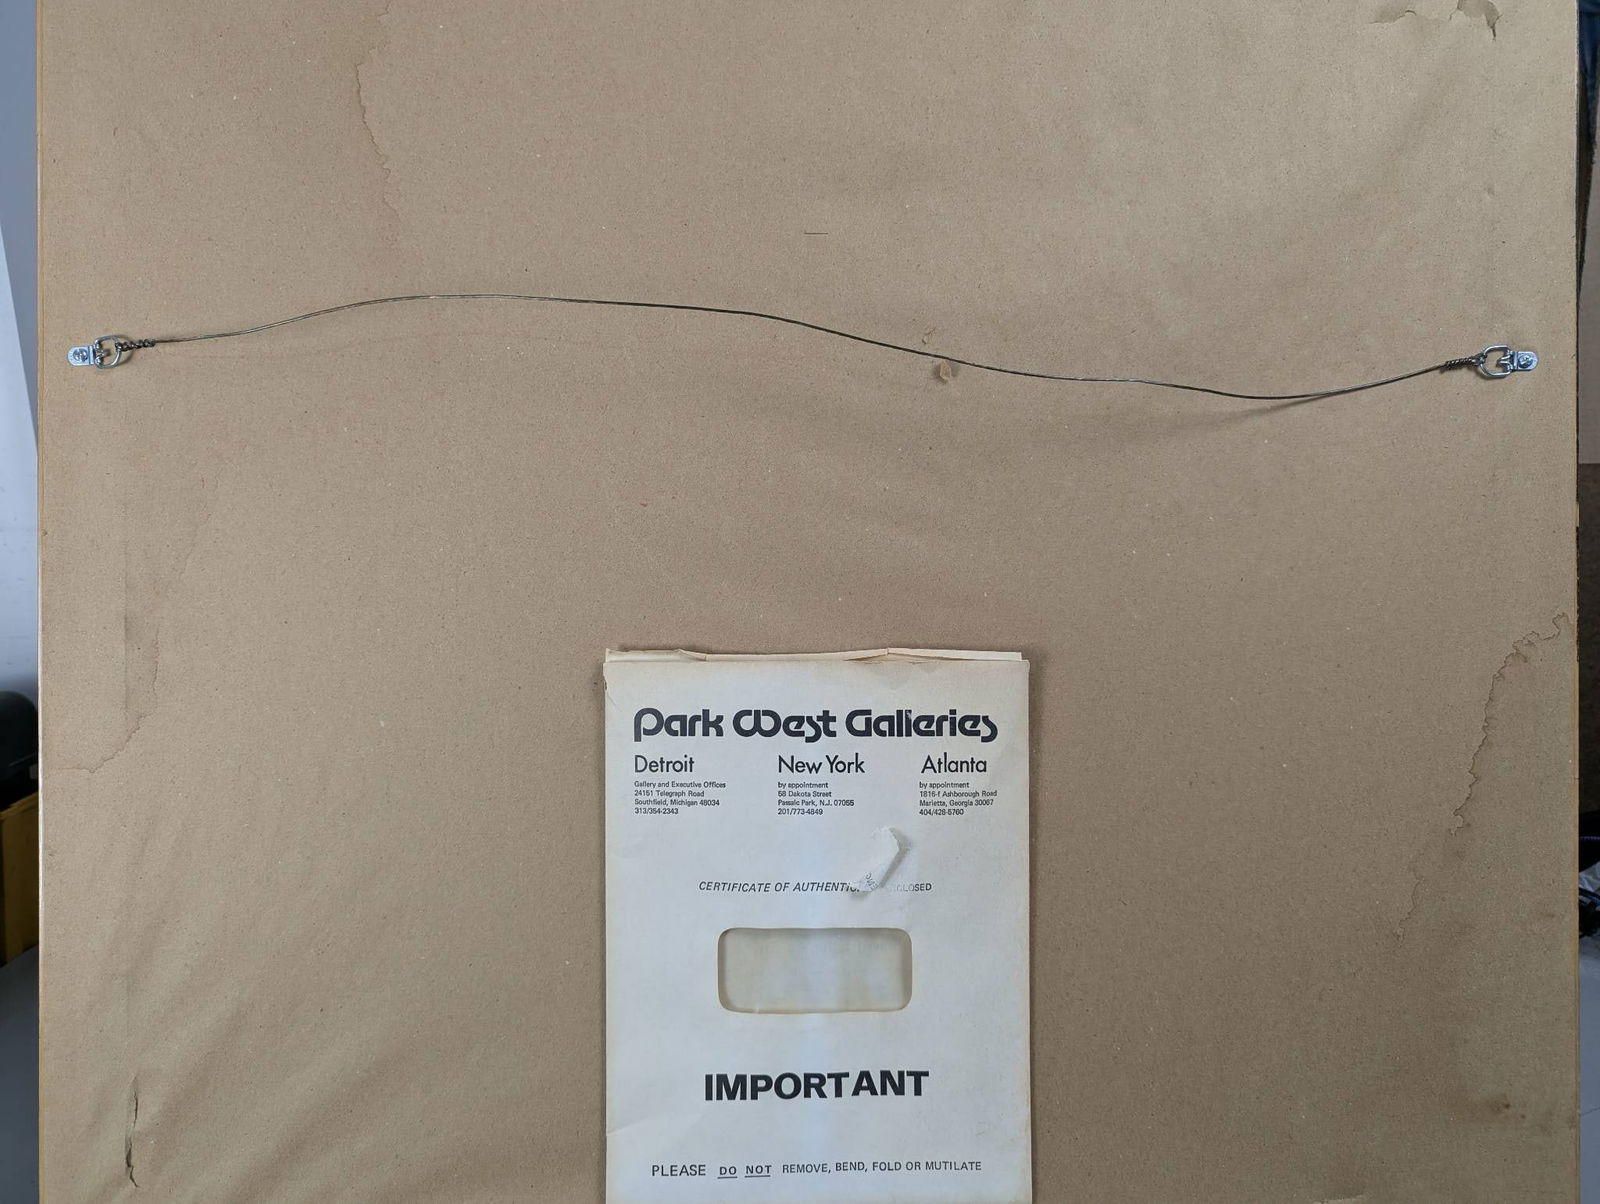 Park West Galleries
Detroit
Gallery and Executive Offices
24151 Telegraph Road
Southfield, Michigan 48034
313/354-2343
New York
by appointment
58 Dakota Street
Passaic Park, N.J. 07055
201/773-4849
Atlanta
by appointment
1816-f Ashborough Road
Marietta, Georgia 30067
404/428-5760
CERTIFICATE OF
IMPORTANT
PLEASE DO NOT REMOVE, BEND, FOLD OR MUTILATE